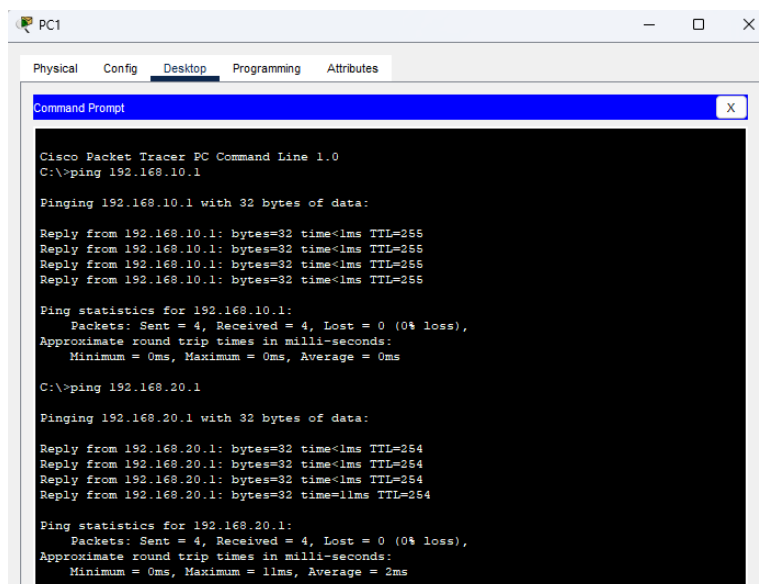 PC1
Physical Config Desktop Programming Attributes
Command Prompt
X
Cisco Packet Tracer PC Command Line 1.0
C:\>ping 192.168.10.1
Pinging 192.168.10.1 with 32 bytes of data:
Reply from 192.168.10.1: bytes=32 time<1ms TTL=255
Reply from 192.168.10.1: bytes=32 time<1ms TTL=255
Reply from 192.168.10.1: bytes=32 time<1ms TTL=255
Reply from 192.168.10.1: bytes=32 time<1ms TTL=255
Ping statistics for 192.168.10.1:
Packets: Sent = 4, Received = 4, Lost = 0 (0% loss),
Approximate round trip times in milli-seconds:
Minimum = 0ms, Maximum = 0ms, Average = 0ms
C:\>ping 192.168.20.1
Pinging 192.168.20.1 with 32 bytes of data:
Reply from 192.168.20.1: bytes=32 time<1ms TTL=254
Reply from 192.168.20.1: bytes=32 time<1ms TTL=254
Reply from 192.168.20.1: bytes=32 time<1ms TTL=254
Reply from 192.168.20.1: bytes=32 time=11ms TTL=254
Ping statistics for 192.168.20.1:
Packets: Sent = 4, Received = 4, Lost = 0 (0% loss),
Approximate round trip times in milli-seconds:
Minimum = 0ms, Maximum = 11ms, Average = 2ms